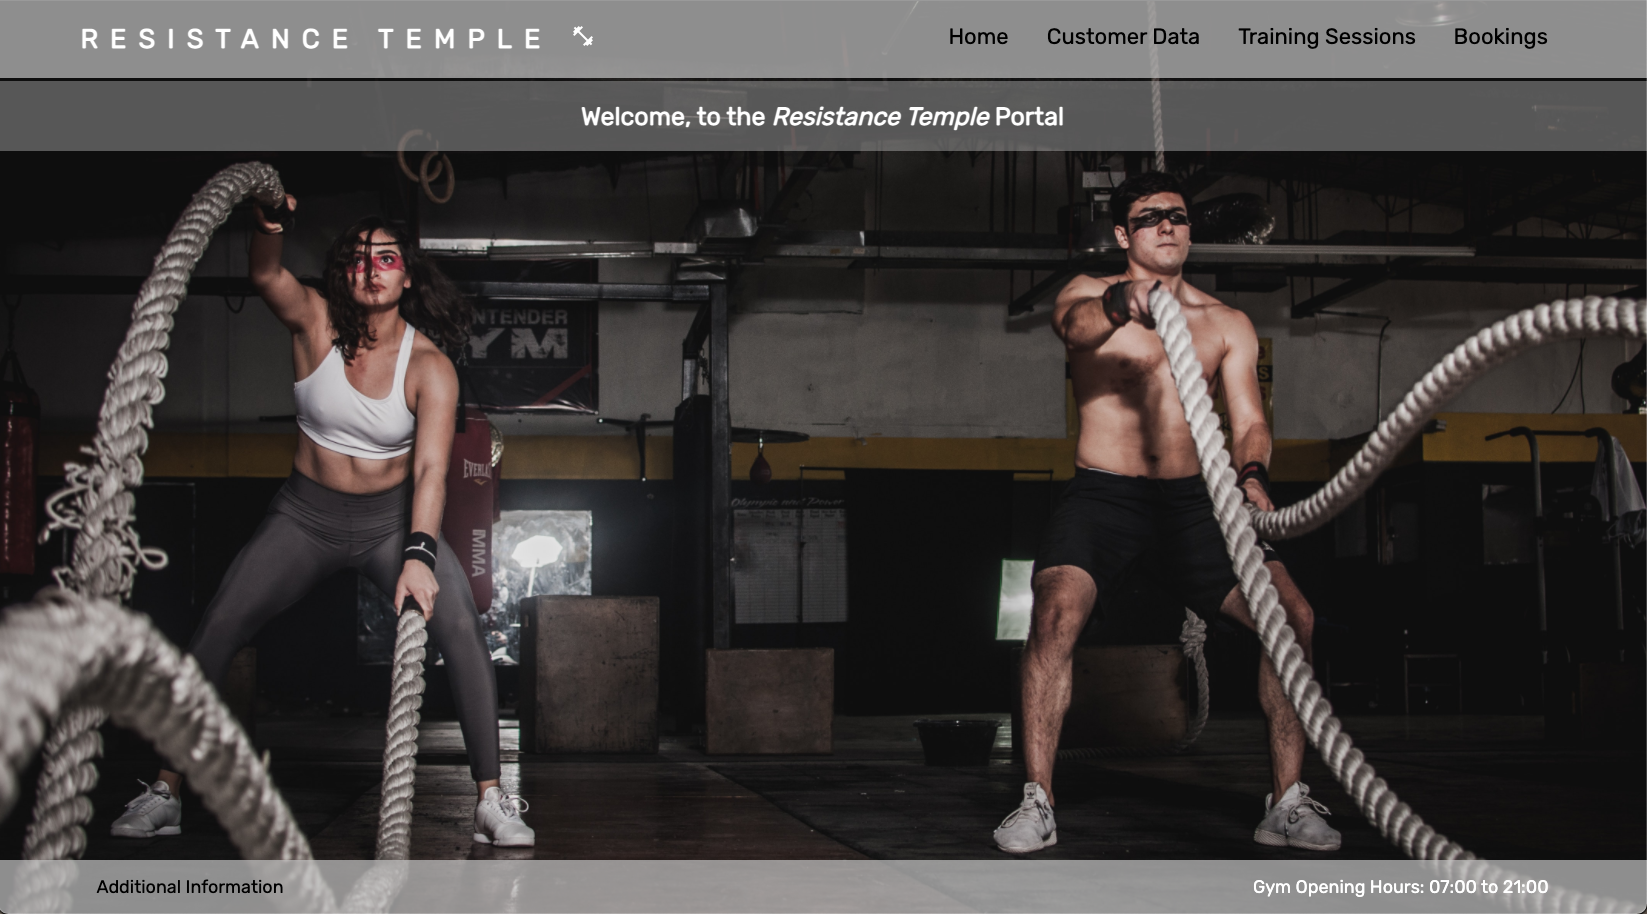 RESISTANCE TEMPLE
Home Customer Data Training Sessions Bookings
Welcome, to the Resistance Temple Portal
NTENDER
YM
EVERLA
MMA
Additional Information
Gym Opening Hours: 07:00 to 21:00